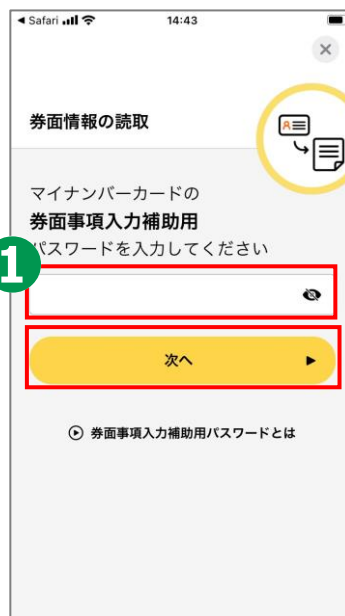 Safari 14:43
券面情報の読取
マイナンバーカードの
券面事項入力補助用
パスワードを入力してください
1
次へ
券面事項入力補助用パスワードとは